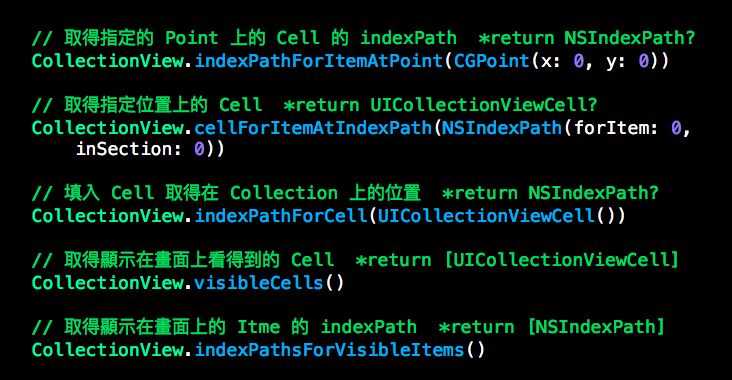 // 取得指定的 Point 上的 Cell 的 indexPath  *return NSIndexPath?
CollectionView.indexPathForItemAtPoint(CGPoint(x: 0, y: 0))
// 取得指定位置上的 Cell  *return UICollectionViewCell?
CollectionView.cellForItemAtIndexPath(NSIndexPath(forItem: 0,
inSection: 0))
// 填入 Cell 取得在 Collection 上的位置  *return NSIndexPath?
CollectionView.indexPathForCell(UICollectionViewCell())
// 取得顯示在畫面上看得到的 Cell  *return [UICollectionViewCell]
CollectionView.visibleCells()
// 取得顯示在畫面上的 Itme 的 indexPath  *return [NSIndexPath]
CollectionView.indexPathsForVisibleItems()